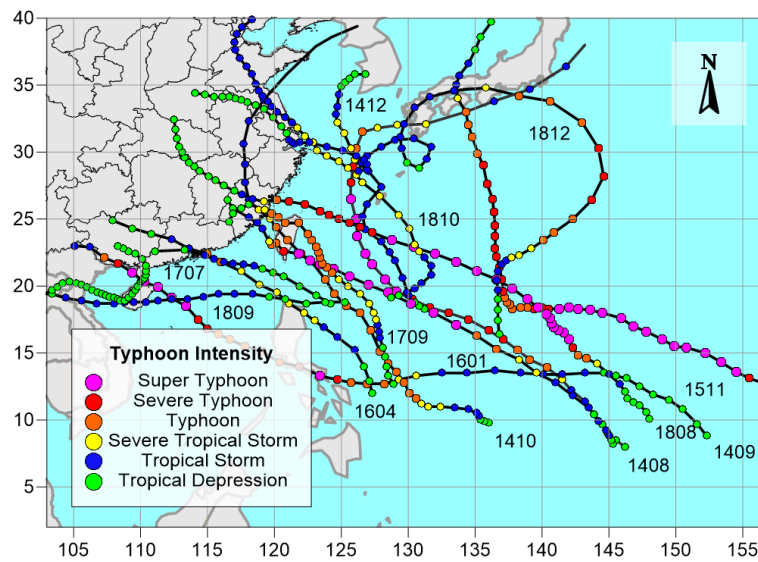 40
35
30
25
20
15
10
5
N
1412
1812
1810
1707
1809
1709
1601
1511
1604
1410
1808
1409
1408
Typhoon Intensity
Super Typhoon
Severe Typhoon
Typhoon
Severe Tropical Storm
Tropical Storm
Tropical Depression
105 110 115 120 125 130 135 140 145 150 155